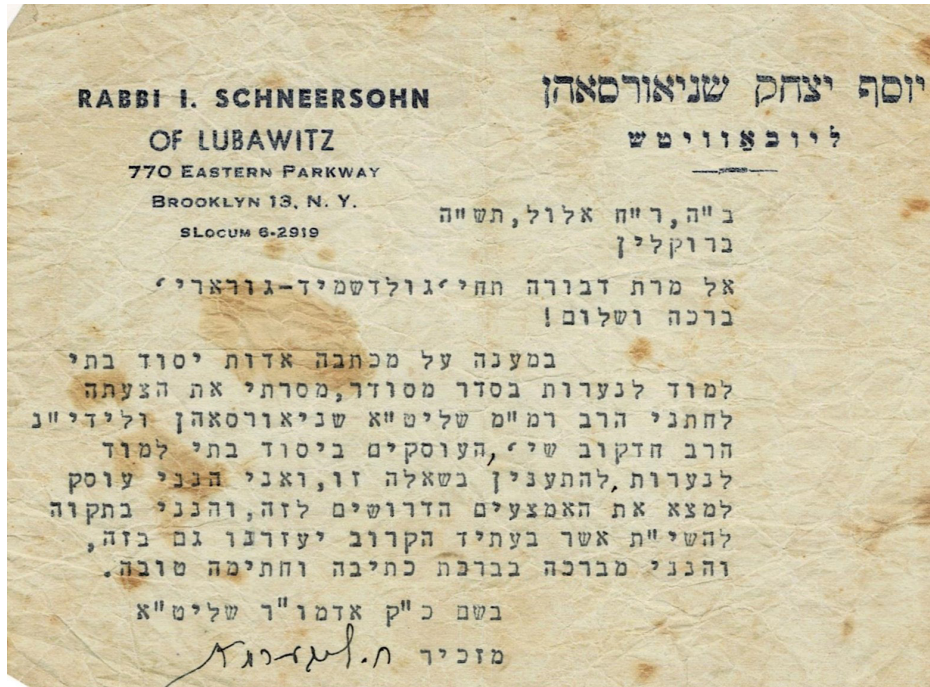 RABBI I. SCHNEERSOHN
OF LUBAWITZ
770 EASTERN PARKWAY
BROOKLYN 13, N. Y.
SLOCUM 6-2919
יוסף יצחק שניאורסאהן
ליובאַוויטש
ב"ה,ר"ח אלול,תש"ה
ברוקלין
אל מרת דבורה תחי' גולדשמיד-גורארי'
ברכה ושלום!
במענה על מכתבה אדות יסוד בתי
למוד לנערות בסדר מסודר,מסרתי את הצעתה
לחתני הרב רמ"מ שליט"א שניאורסאהן ולידי"נ
הרב חדקוב שי',העוסקים ביסוד בתי למוד
לנערות,להתענין בשאלה זו,ואני הנני עוסק
למצא את האמצעים הדרושים לזה,והנני בתקוה
להשי"ת אשר בעתיד הקרוב יעזרנו גם בזה,
והנני מברכה בברכת כתיבה וחתימה טובה.
בשם כ"ק אדמו"ר שליט"א
מזכיר ח.